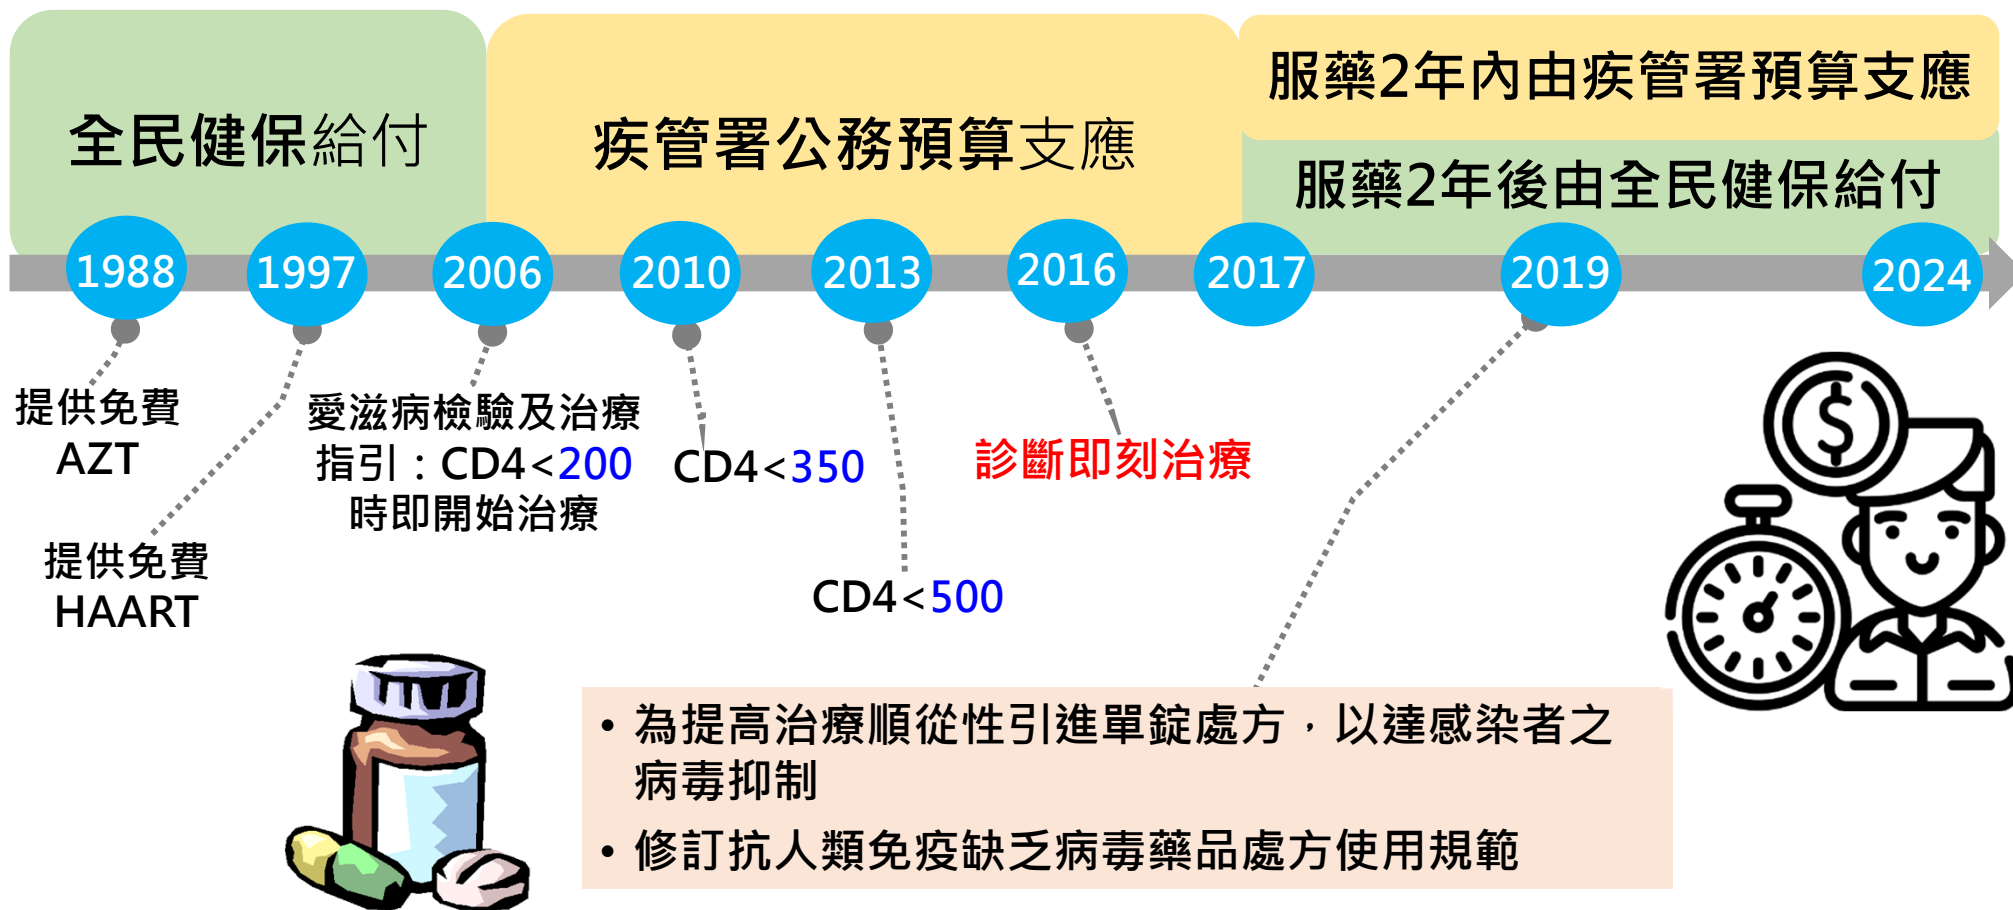 全民健保給付
疾管署公務預算支應
服藥2年內由疾管署預算支應
服藥2年後由全民健保給付
1988
1997
2006
2010
2013
2016
2017
2019
2024
提供免費
AZT
提供免費
HAART
愛滋病檢驗及治療
指引：CD4<200
時即開始治療
CD4<350
CD4<500
診斷即刻治療
• 為提高治療順從性引進單錠處方，以達感染者之
病毒抑制
• 修訂抗人類免疫缺乏病毒藥品處方使用規範
$